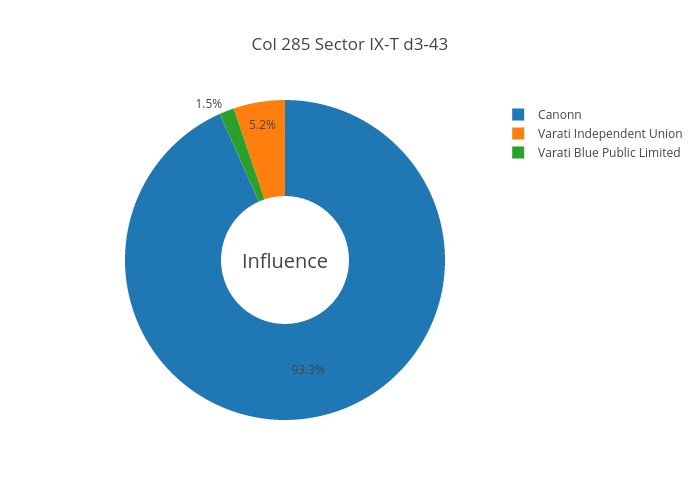 Col 285 Sector IX-T d3-43
1.5%
5.2%
Canonn
Varati Independent Union
Varati Blue Public Limited
Influence
93.3%